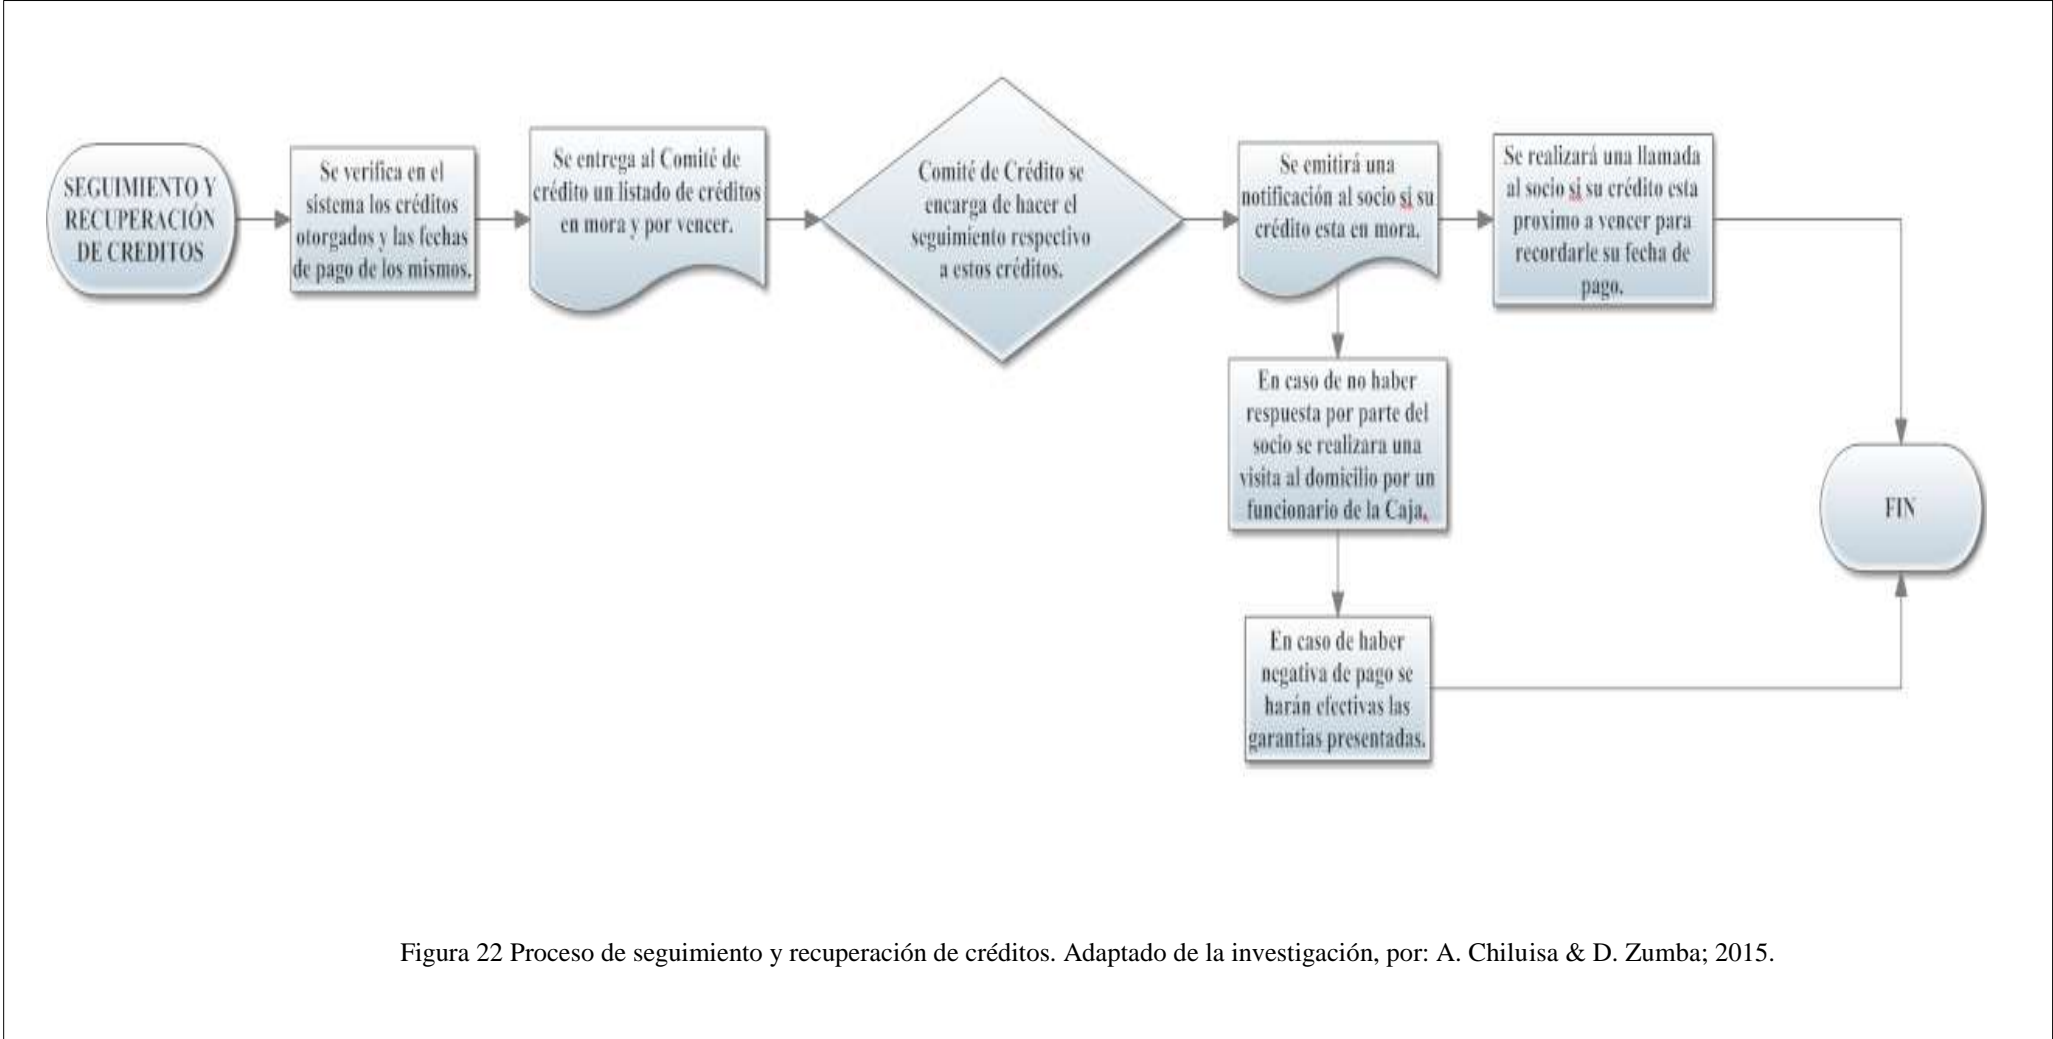 SEGUIMIENTO Y
RECUPERACIÓN
DE CREDITOS
Se verifica en el
sistema los créditos
otorgados y las fechas
de pago de los mismos.
Se entrega al Comité de
crédito un listado de créditos
en mora y por vencer.
Comité de Crédito se
encarga de hacer el
seguimiento respectivo
a estos créditos.
Se emitirá una
notificación al socio si su
crédito esta en mora.
Se realizará una llamada
al socio si su crédito esta
proximo a vencer para
recordarle su fecha de
pago.
En caso de no haber
respuesta por parte del
socio se realizara una
visita al domicilio por un
funcionario de la Caja.
En caso de haber
negativa de pago se
harán efectivas las
garantias presentadas.
FIN
Figura 22 Proceso de seguimiento y recuperación de créditos. Adaptado de la investigación, por: A. Chiluisa & D. Zumba; 2015.